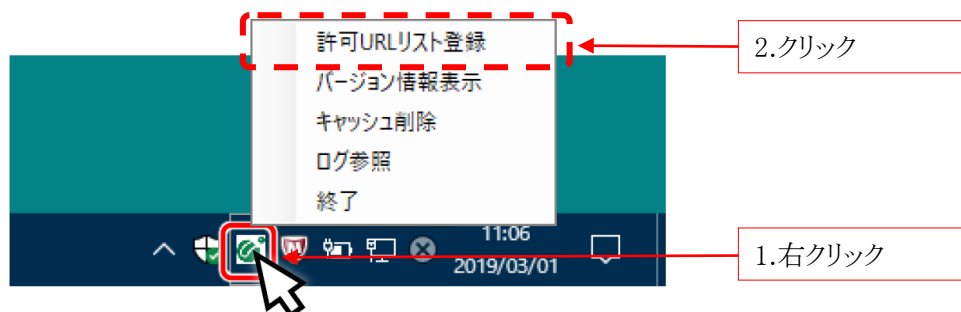 許可URLリスト登録
2.クリック
バージョン情報表示
キャッシュ削除
ログ参照
終了
11:06
2019/03/01
1.右クリック